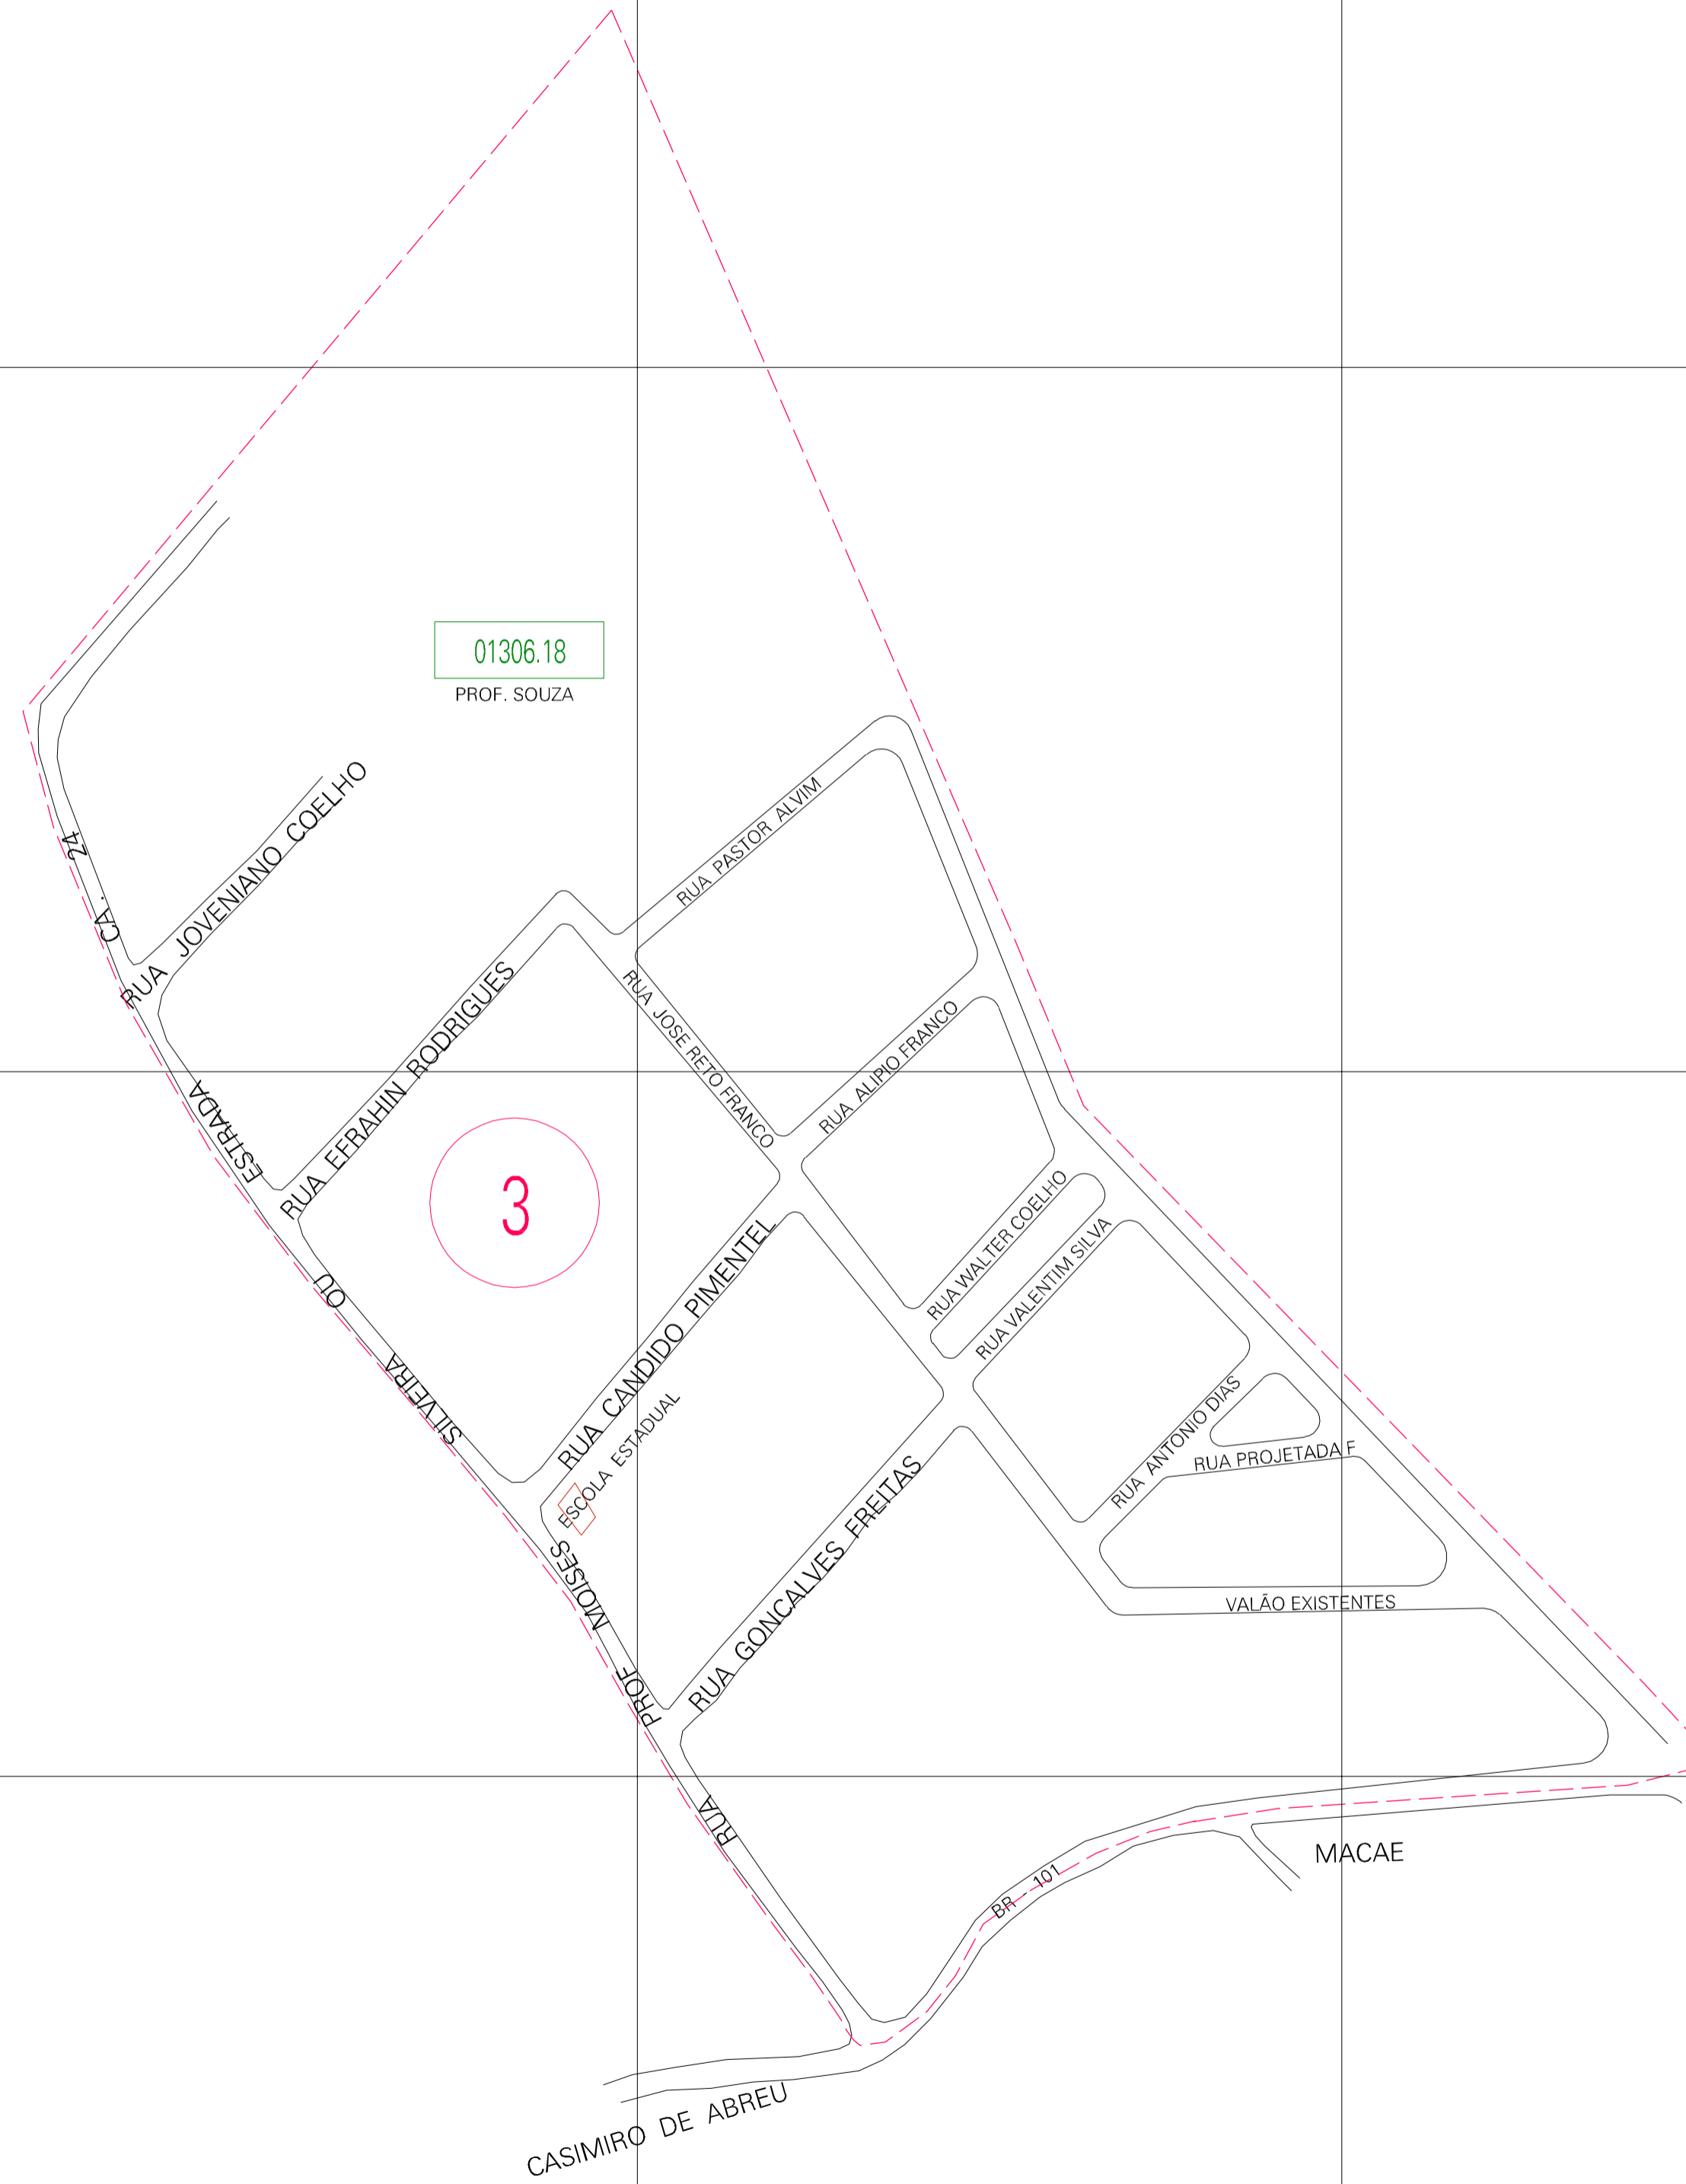 01306.18
PROF. SOUZA
RUA JOVENIANO COELHO
RUA PASTOR ALVIM
RUA EFRAHIN RODRIGUES
RUA JOSE RETO FRANCO
RUA ALIPIO FRANCO
3
RUA CANDIDO PIMENTEL
RUA WALTER COELHO
RUA VALENTIM SILVA
ESCOLA ESTADUAL
RUA ANTONIO DIAS
RUA PROJETADA F
RUA GONCALVES FREITAS
VALÃO EXISTENTES
RUA PROF MOISES SILVEIRA OU ESTRADA CA. 24
MACAE
BR - 101
CASIMIRO DE ABREU